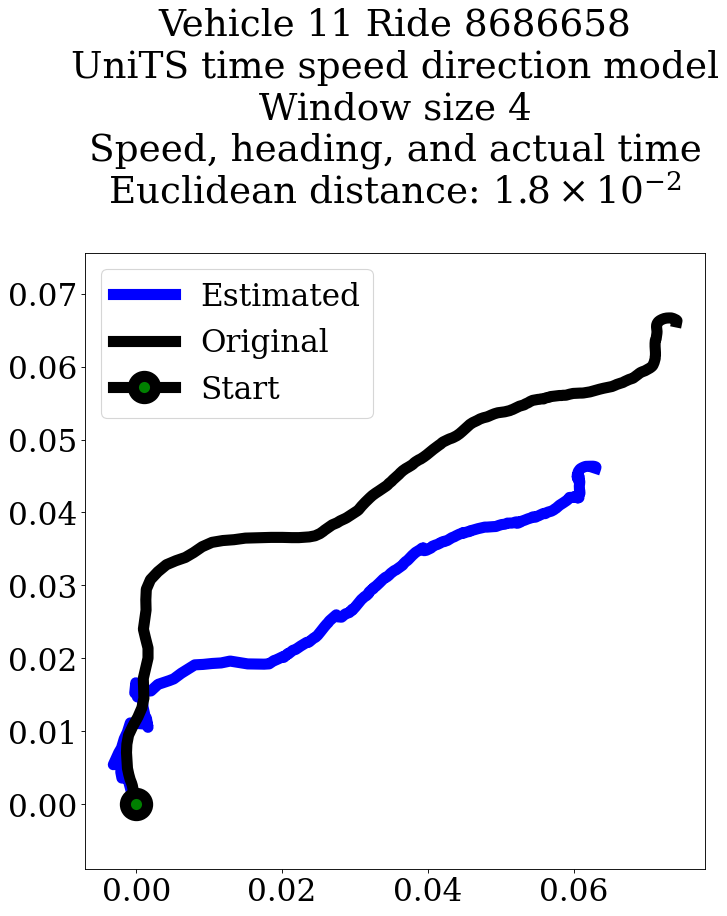 Vehicle 11 Ride 8686658
UniTS time speed direction model
Window size 4
Speed, heading, and actual time
Euclidean distance: 1.8 × 10⁻²
Estimated
Original
Start
0.07
0.06
0.05
0.04
0.03
0.02
0.01
0.00
0.00 0.02 0.04 0.06